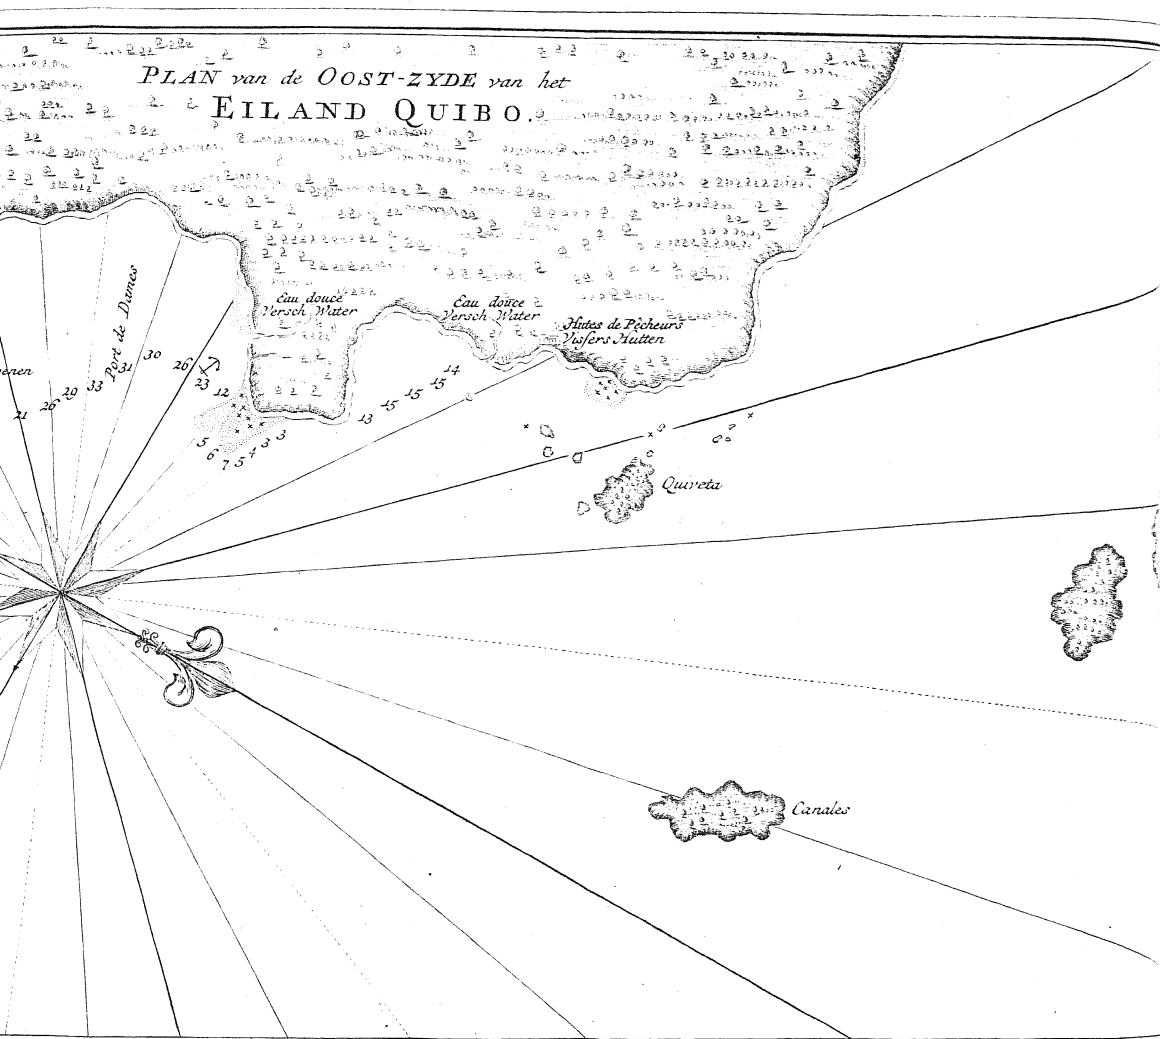 PLAN van de OOST-ZYDE van het
EILAND QUIBO.
Eau douce
Versch Water
Eau douce
Versch Water
Hutes de Pêcheurs
Vissers Hutten
Port de Dames
21
26
29
33
31
30
26
23
12
5
6
7
5
4
3
3
13
15
15
15
14
Quiveta
Canales